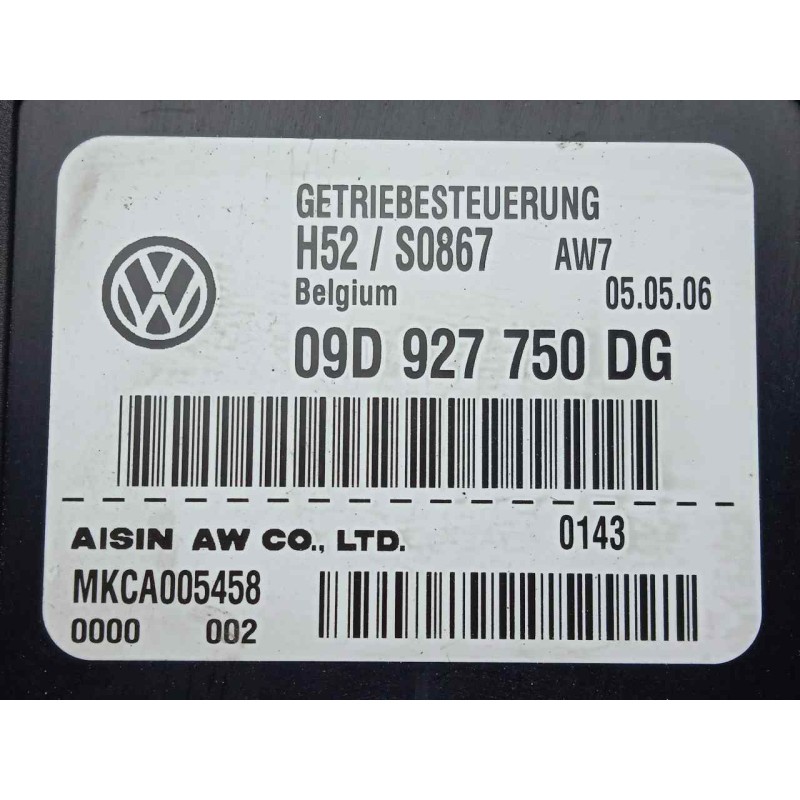 GETRIEBESTEUERUNG
H52 / S0867 AW7
Belgium 05.05.06
09D 927 750 DG
AISIN AW CO., LTD. 0143
MKCA005458
0000 002